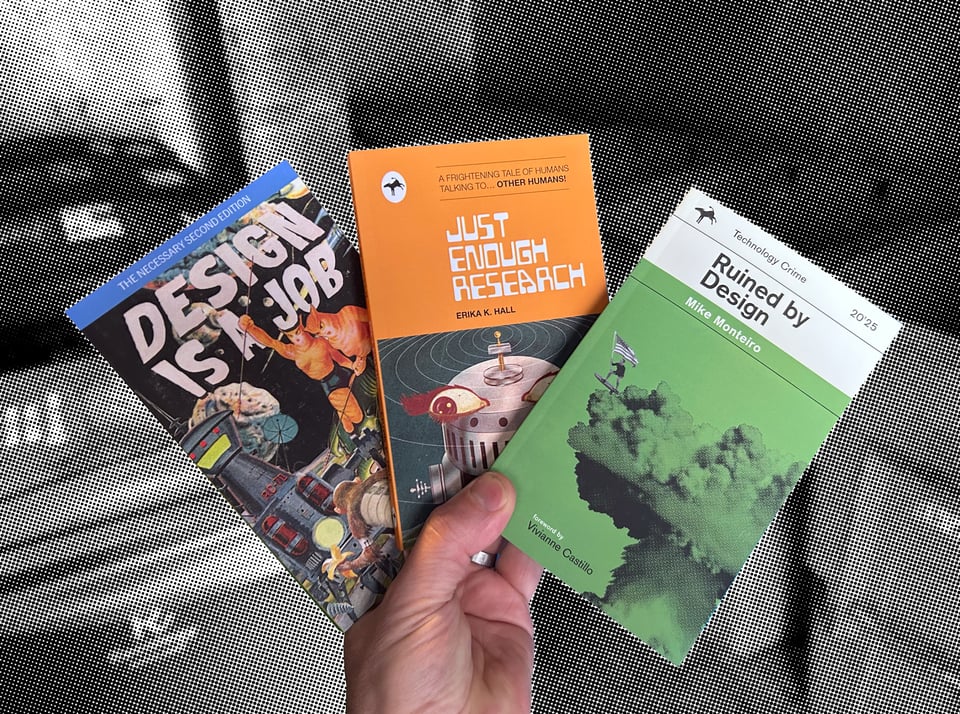 THE NECESSARY SECOND EDITION
DESIGN
IS A JOB
A FRIGHTENING TALE OF HUMANS
TALKING TO... OTHER HUMANS!
JUST
ENOUGH
RESEARCH
ERIKA K. HALL
Technology Crime
Ruined by
Design
20'25
Mike Monteiro
foreword by
Vivianne Castillo